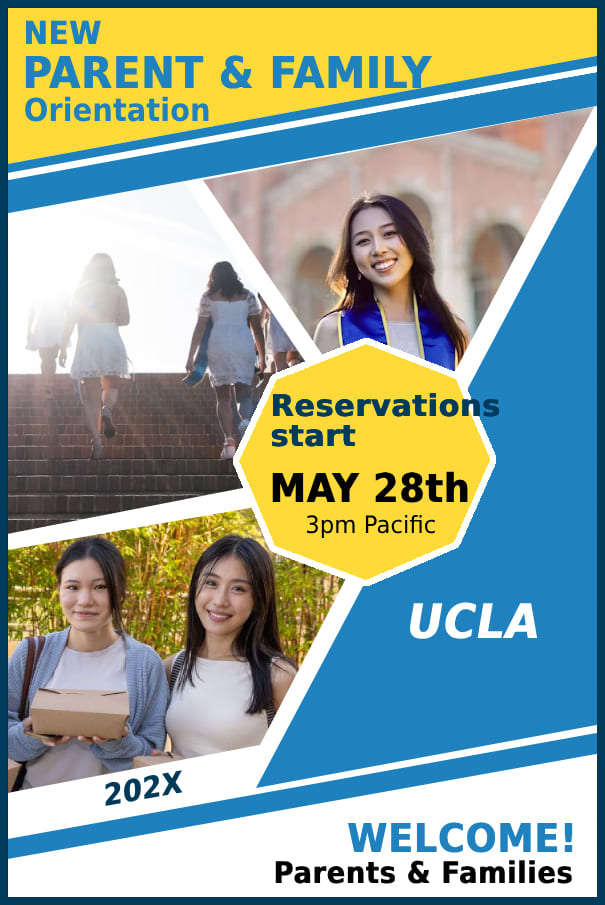 NEW
PARENT & FAMILY
Orientation
Reservations
start
MAY 28th
3pm Pacific
UCLA
202X
WELCOME!
Parents & Families